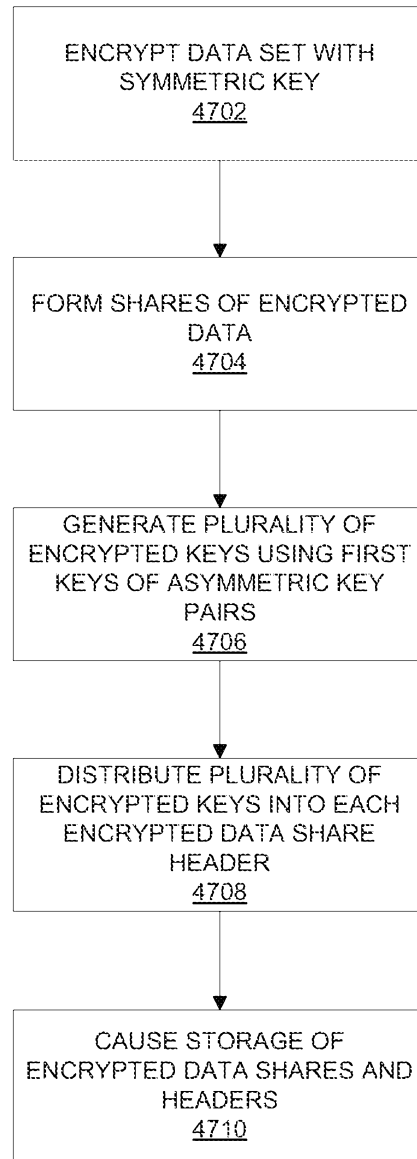 ENCRYPT DATA SET WITH
SYMMETRIC KEY
4702
FORM SHARES OF ENCRYPTED
DATA
4704
GENERATE PLURALITY OF
ENCRYPTED KEYS USING FIRST
KEYS OF ASYMMETRIC KEY
PAIRS
4706
DISTRIBUTE PLURALITY OF
ENCRYPTED KEYS INTO EACH
ENCRYPTED DATA SHARE
HEADER
4708
CAUSE STORAGE OF
ENCRYPTED DATA SHARES AND
HEADERS
4710